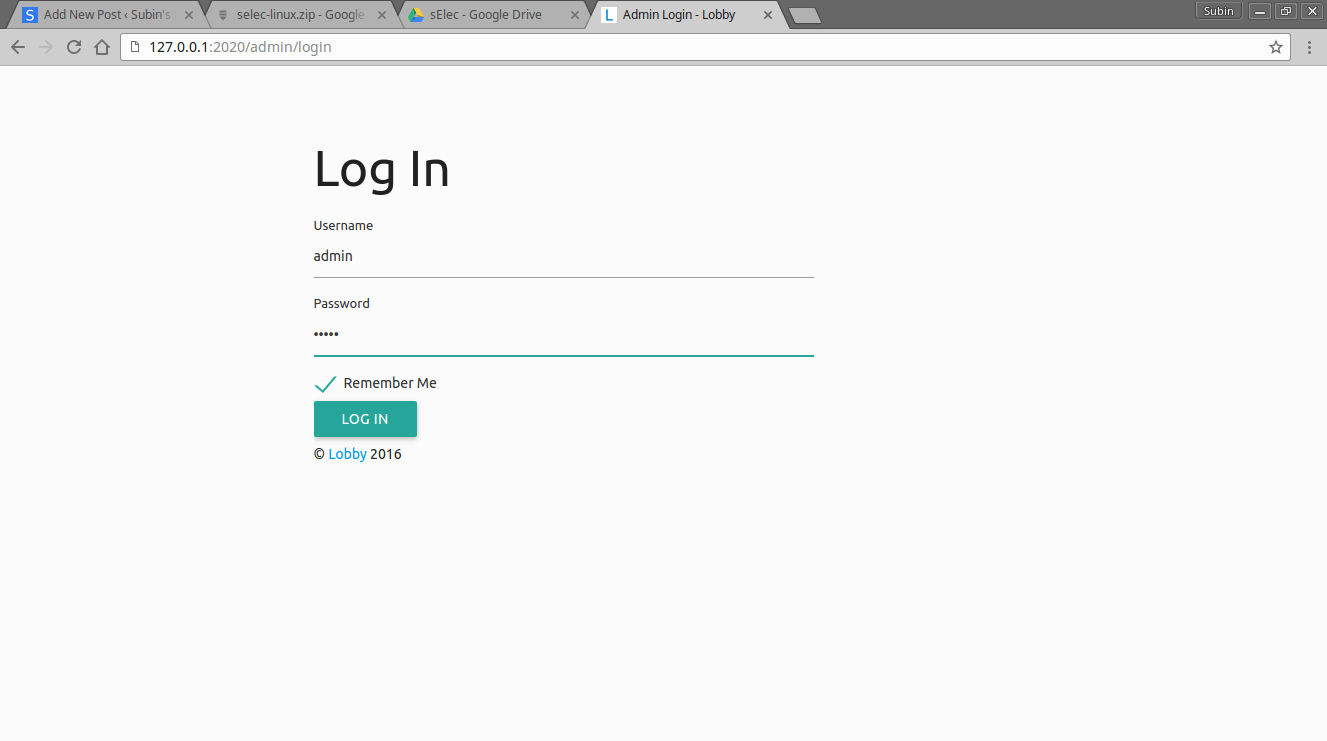 Add New Post ‹ Subin's
selec-linux.zip - Google
sElec - Google Drive
Admin Login - Lobby
Subin
127.0.0.1:2020/admin/login
Log In
Username
admin
Password
•••••
Remember Me
LOG IN
© Lobby 2016